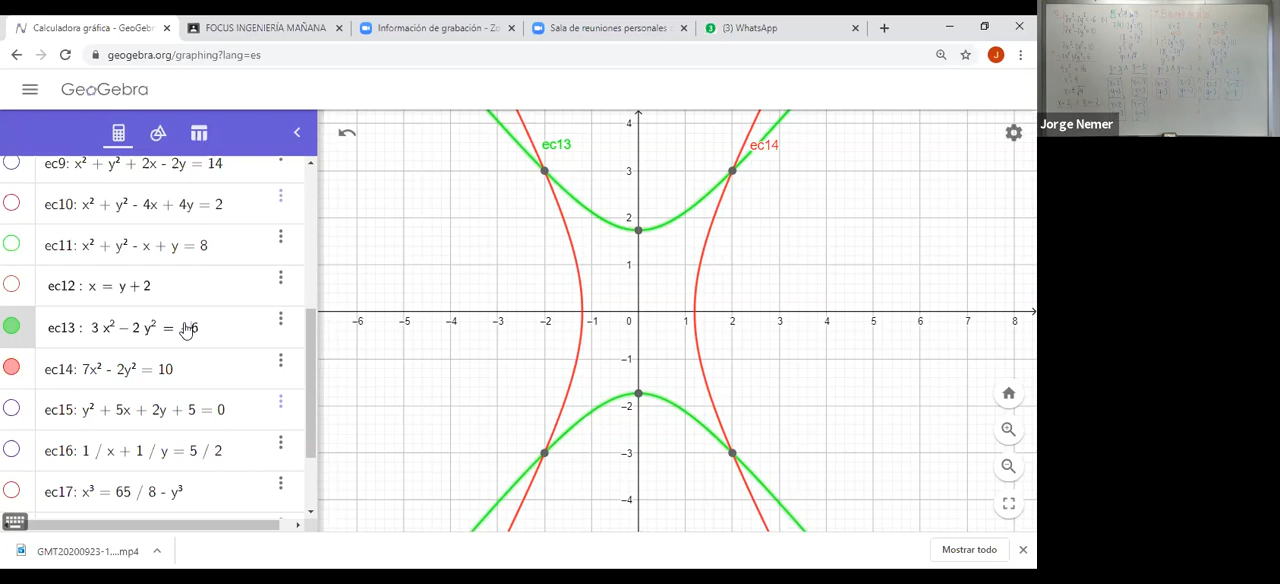 Calculadora gráfica - GeoGebr
FOCUS INGENIERÍA MAÑANA
Información de grabación - Zo
Sala de reuniones personales
(3) WhatsApp
geogebra.org/graphing?lang=es
J
GeoGebra
ec9: x² + y² + 2x - 2y = 14
ec10: x² + y² - 4x + 4y = 2
ec11: x² + y² - x + y = 8
ec12 : x = y + 2
ec13 : 3 x² − 2 y² = −6
ec14: 7x² - 2y² = 10
ec15: y² + 5x + 2y + 5 = 0
ec16: 1 / x + 1 / y = 5 / 2
ec17: x³ = 65 / 8 - y³
ec13
ec14
4
3
2
1
−6 −5 −4 −3 −2 −1 0 1 2 3 4 5 6 7 8
−1
−2
−3
−4
Jorge Nemer
GMT20200923-1....mp4
Mostrar todo